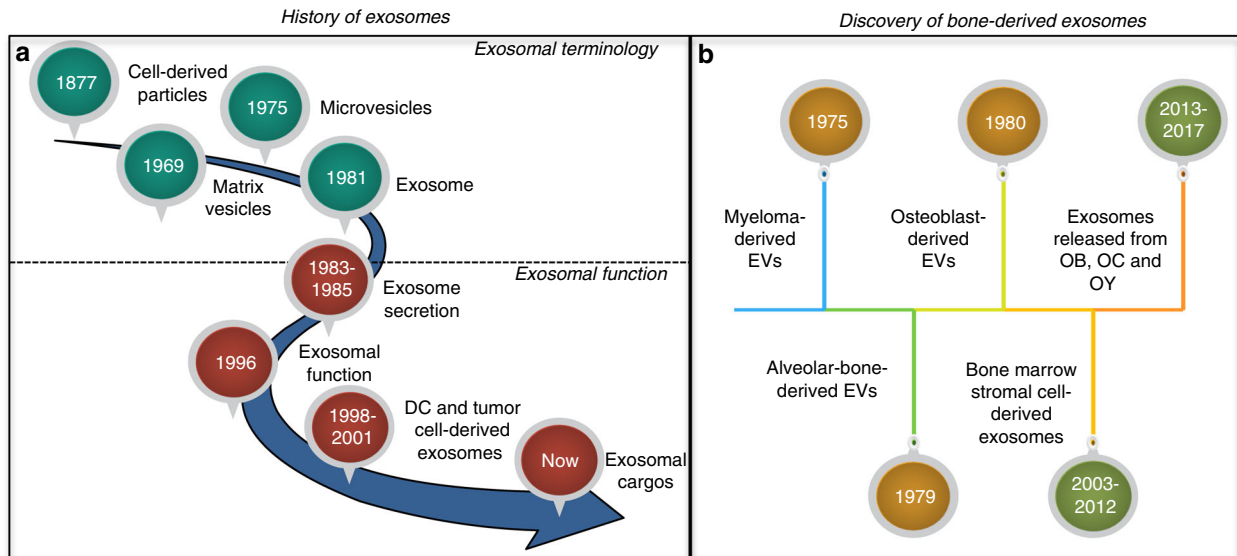 History of exosomes
Discovery of bone-derived exosomes
a
Exosomal terminology
1877
Cell-derived
particles
1975
Microvesicles
1969
Matrix
vesicles
1981
Exosome
Exosomal function
1983-
1985
Exosome
secretion
1996
Exosomal
function
1998-
2001
DC and tumor
cell-derived
exosomes
Now
Exosomal
cargos
b
1975
Myeloma-
derived
EVs
1980
Osteoblast-
derived
EVs
2013-
2017
Exosomes
released from
OB, OC and
OY
Alveolar-bone-
derived EVs
1979
Bone marrow
stromal cell-
derived
exosomes
2003-
2012